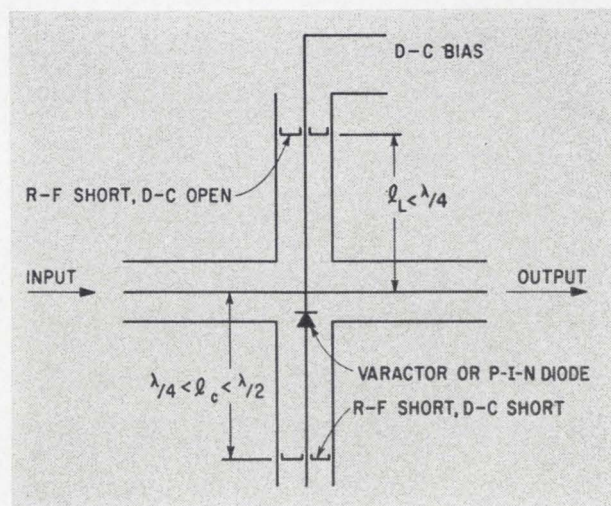 D-C BIAS
R-F SHORT, D-C OPEN
ℓL < λ/4
INPUT
OUTPUT
λ/4 < ℓc < λ/2
VARACTOR OR P-I-N DIODE
R-F SHORT, D-C SHORT